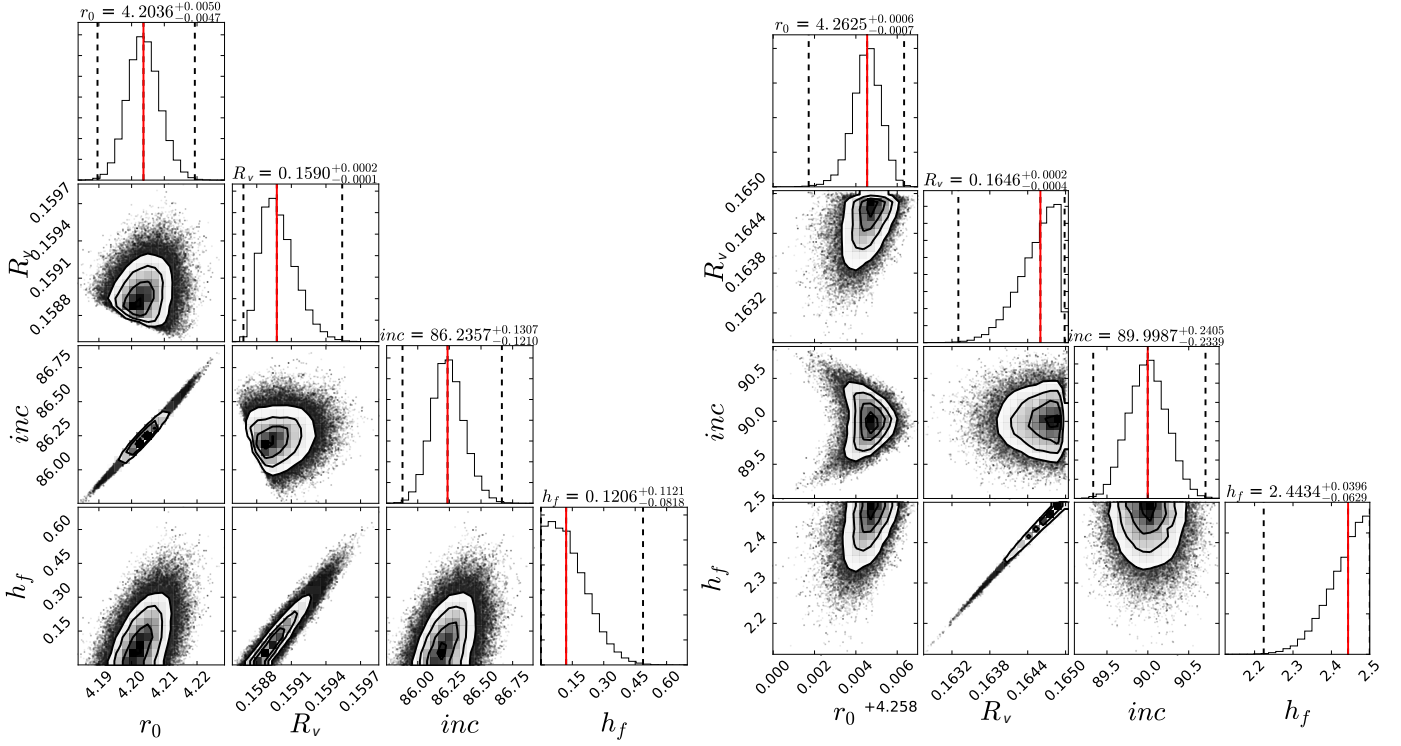 r_0 = 4.2036^{+0.0050}_{-0.0047}
R_v = 0.1590^{+0.0002}_{-0.0001}
inc = 86.2357^{+0.1307}_{-0.1210}
h_f = 0.1206^{+0.1121}_{-0.0818}
R_v
0.1597
0.1594
0.1591
0.1588
inc
86.75
86.50
86.25
86.00
h_f
0.60
0.45
0.30
0.15
4.19 4.20 4.21 4.22
0.1588 0.1591 0.1594 0.1597
86.00 86.25 86.50 86.75
0.15 0.30 0.45 0.60
r_0 R_v inc h_f
r_0 = 4.2625^{+0.0006}_{-0.0007}
R_v = 0.1646^{+0.0002}_{-0.0004}
inc = 89.9987^{+0.2405}_{-0.2339}
h_f = 2.4434^{+0.0396}_{-0.0629}
R_v
0.1650
0.1644
0.1638
0.1632
inc
90.5
90.0
89.5
h_f
2.5
2.4
2.3
2.2
0.000 0.002 0.004 0.006
+4.258
0.1632 0.1638 0.1644 0.1650
89.5 90.0 90.5
2.2 2.3 2.4 2.5
r_0 R_v inc h_f